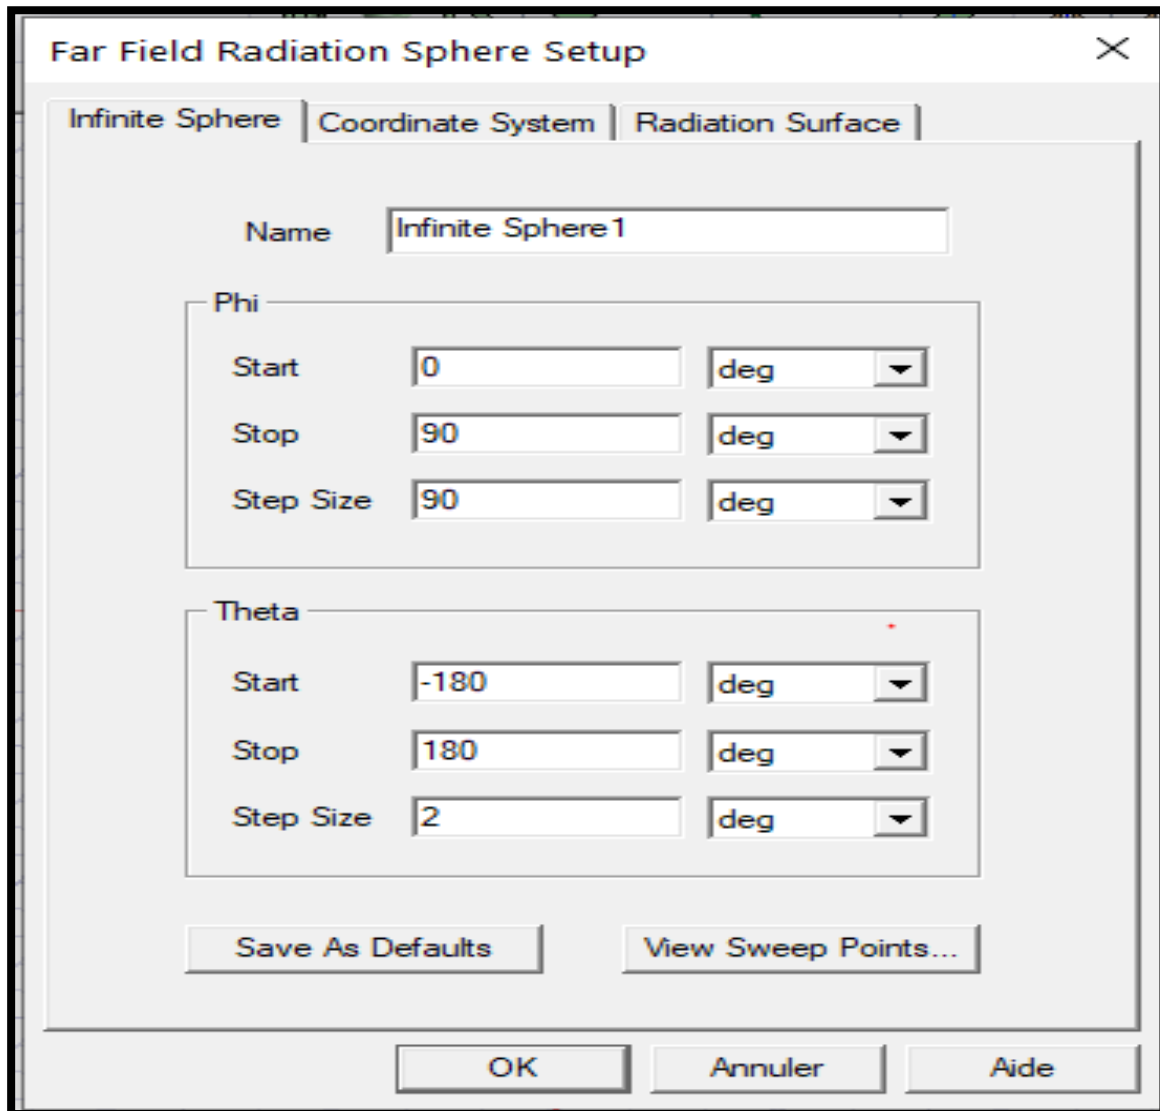 Far Field Radiation Sphere Setup
Infinite Sphere Coordinate System Radiation Surface
Name Infinite Sphere1
Phi
Start 0 deg
Stop 90 deg
Step Size 90 deg
Theta
Start -180 deg
Stop 180 deg
Step Size 2 deg
Save As Defaults View Sweep Points...
OK Annuler Aide